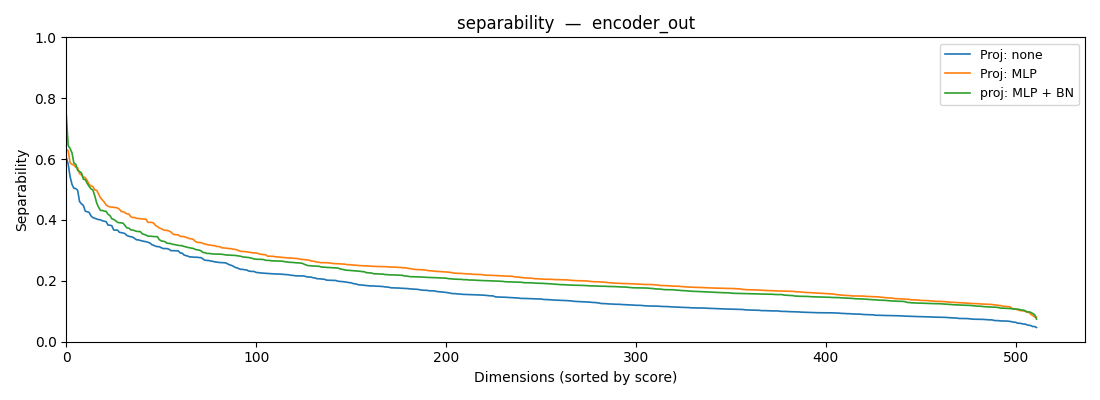 separability — encoder_out
1.0
0.8
0.6
0.4
0.2
0.0
Separability
Proj: none
Proj: MLP
proj: MLP + BN
0 100 200 300 400 500
Dimensions (sorted by score)